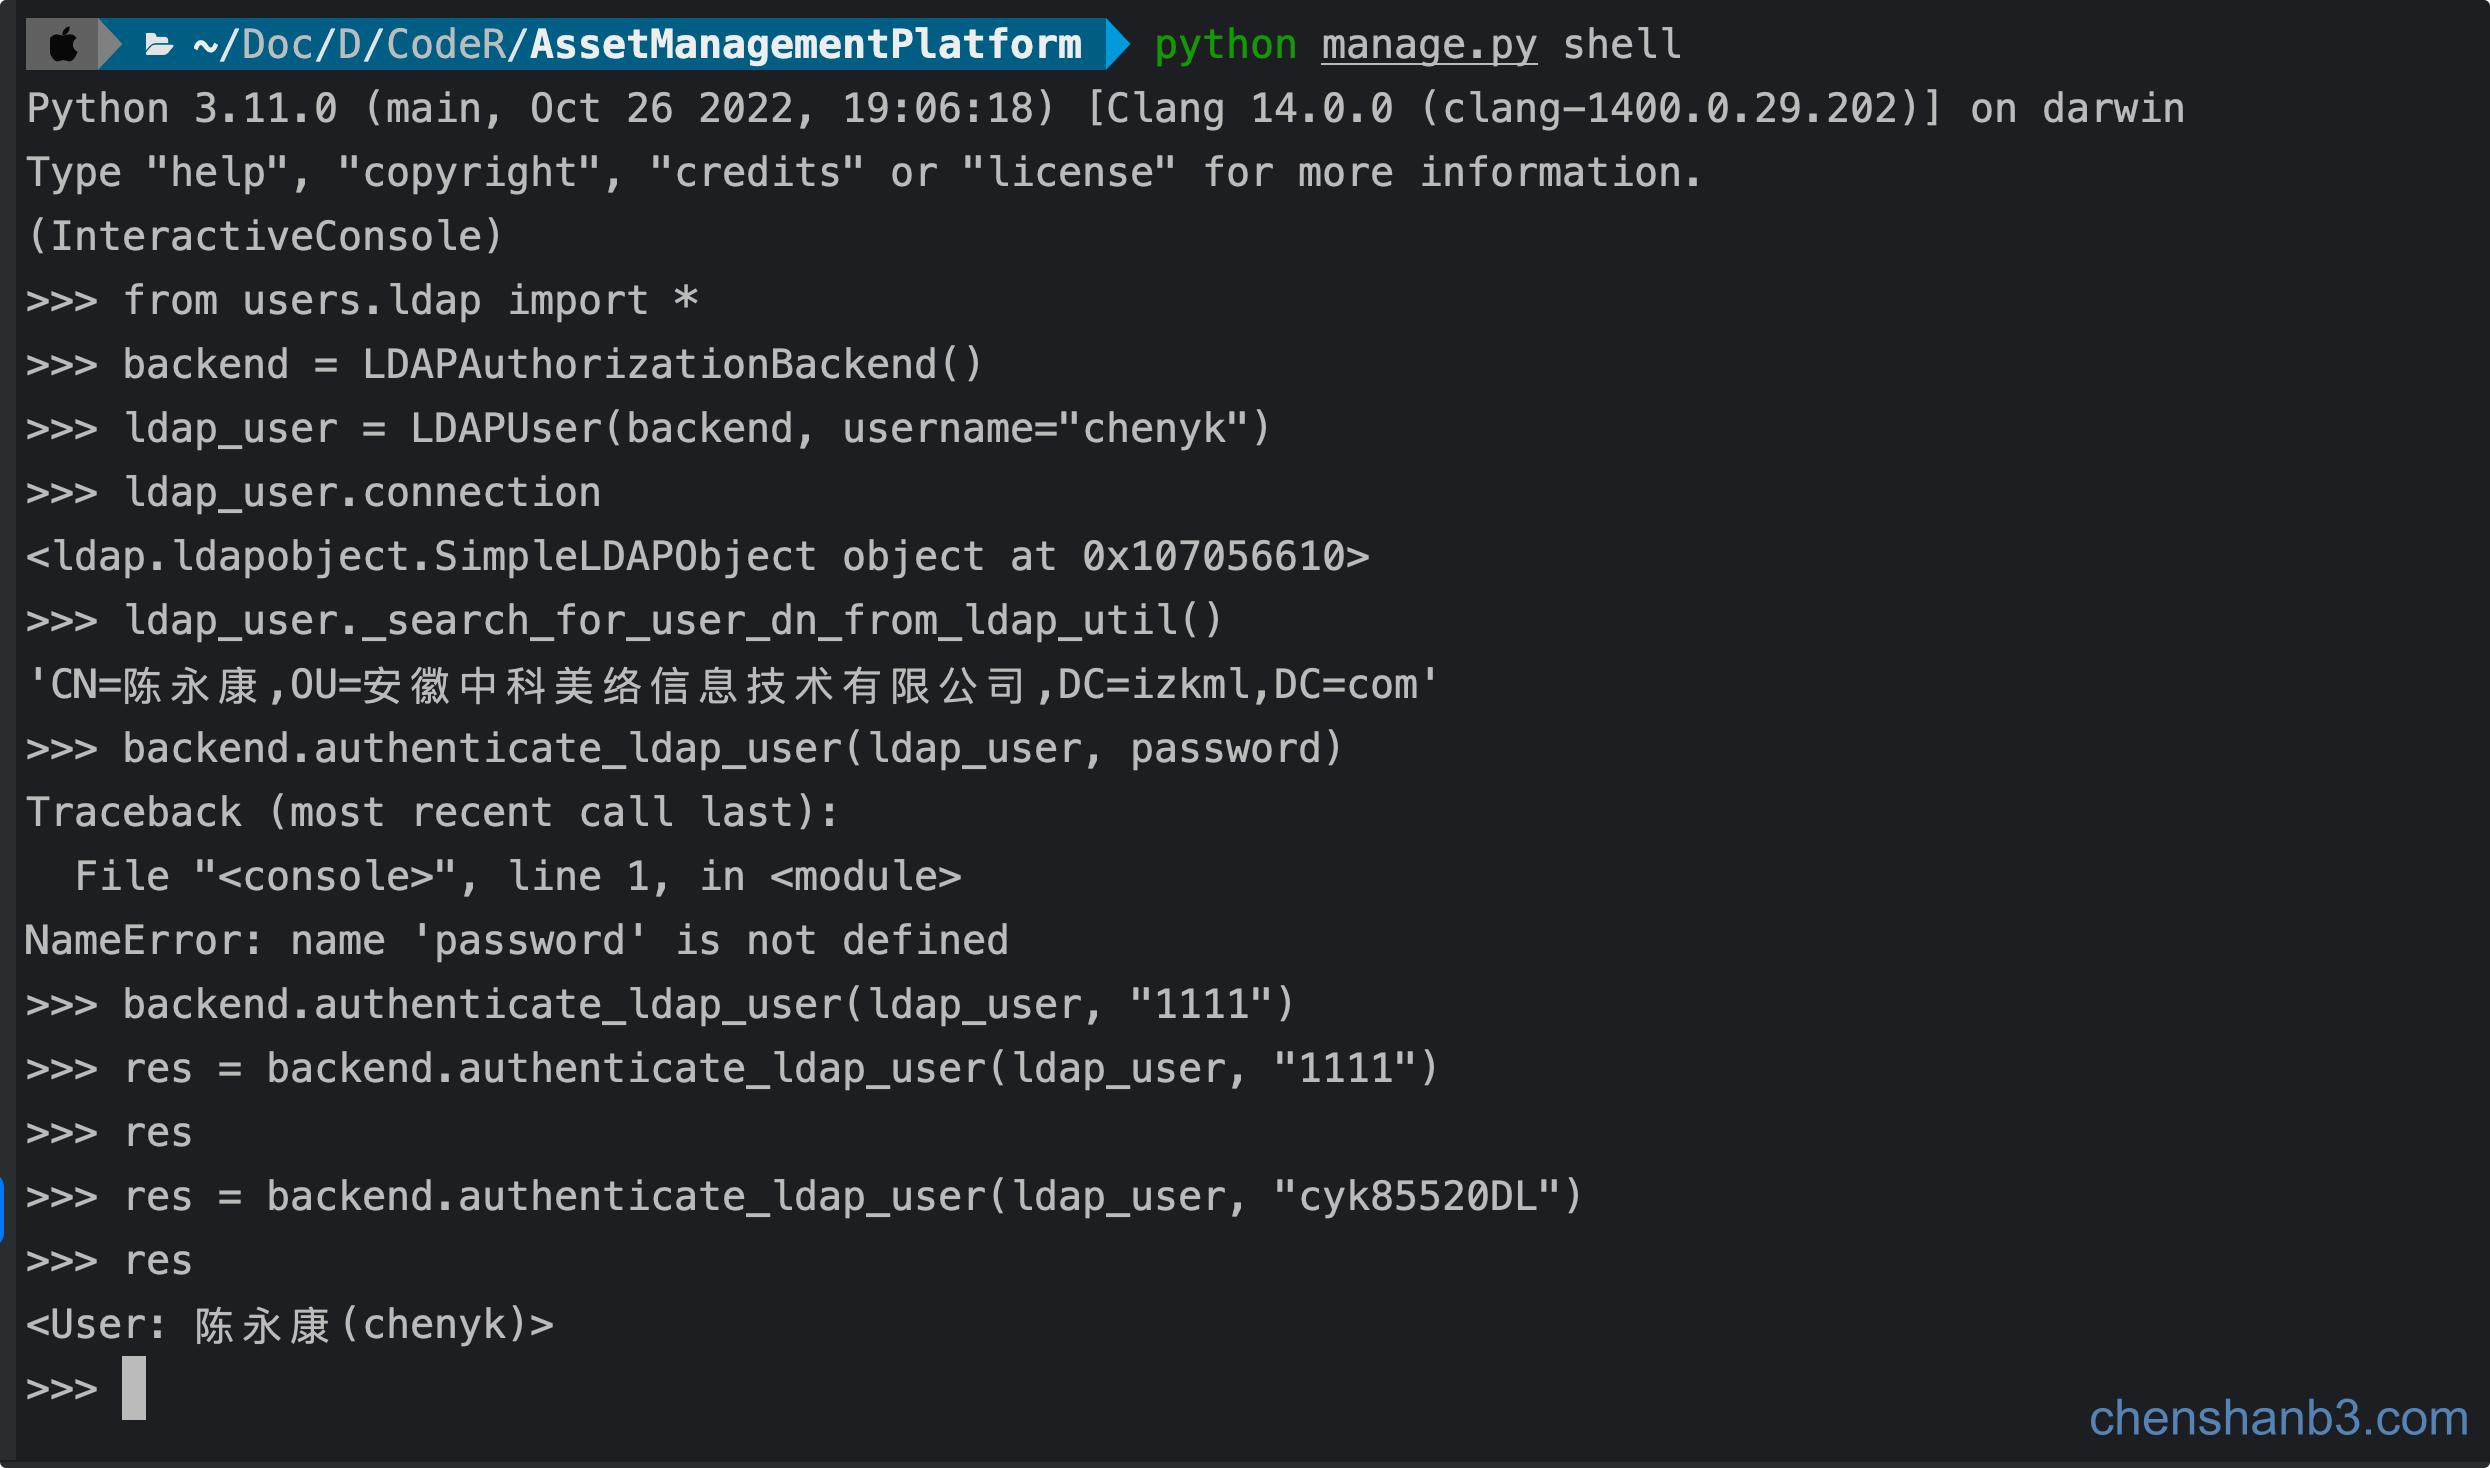 ~/Doc/D/CodeR/AssetManagementPlatform python manage.py shell
Python 3.11.0 (main, Oct 26 2022, 19:06:18) [Clang 14.0.0 (clang-1400.0.29.202)] on darwin
Type "help", "copyright", "credits" or "license" for more information.
(InteractiveConsole)
>>> from users.ldap import *
>>> backend = LDAPAuthorizationBackend()
>>> ldap_user = LDAPUser(backend, username="chenyk")
>>> ldap_user.connection
<ldap.ldapobject.SimpleLDAPObject object at 0x107056610>
>>> ldap_user._search_for_user_dn_from_ldap_util()
'CN=陈永康,OU=安徽中科美络信息技术有限公司,DC=izkml,DC=com'
>>> backend.authenticate_ldap_user(ldap_user, password)
Traceback (most recent call last):
  File "<console>", line 1, in <module>
NameError: name 'password' is not defined
>>> backend.authenticate_ldap_user(ldap_user, "1111")
>>> res = backend.authenticate_ldap_user(ldap_user, "1111")
>>> res
>>> res = backend.authenticate_ldap_user(ldap_user, "cyk85520DL")
>>> res
<User: 陈永康(chenyk)>
>>>
chenshanb3.com